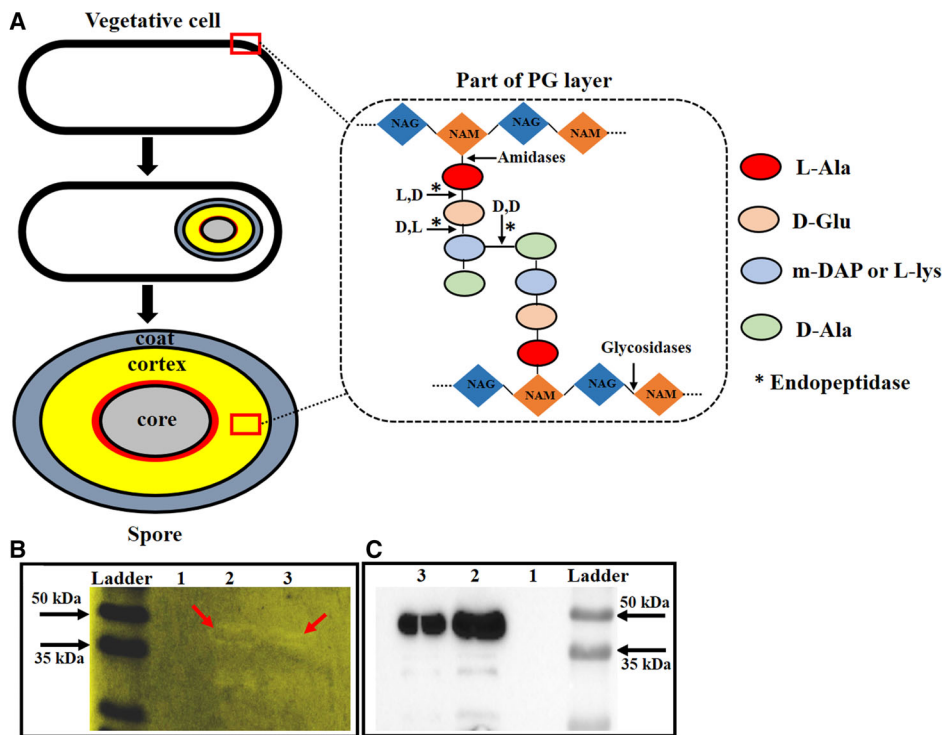 A
Vegetative cell
Part of PG layer
NAG
NAM
NAG
NAM
Amidases
L-Ala
L,D
*
D,D
D-Glu
D,L
*
*
m-DAP or L-lys
D-Ala
coat
cortex
core
Glycosidases
NAG
NAM
NAG
NAM
* Endopeptidase
Spore
B
Ladder 1 2 3
50 kDa
35 kDa
C
3 2 1 Ladder
50 kDa
35 kDa